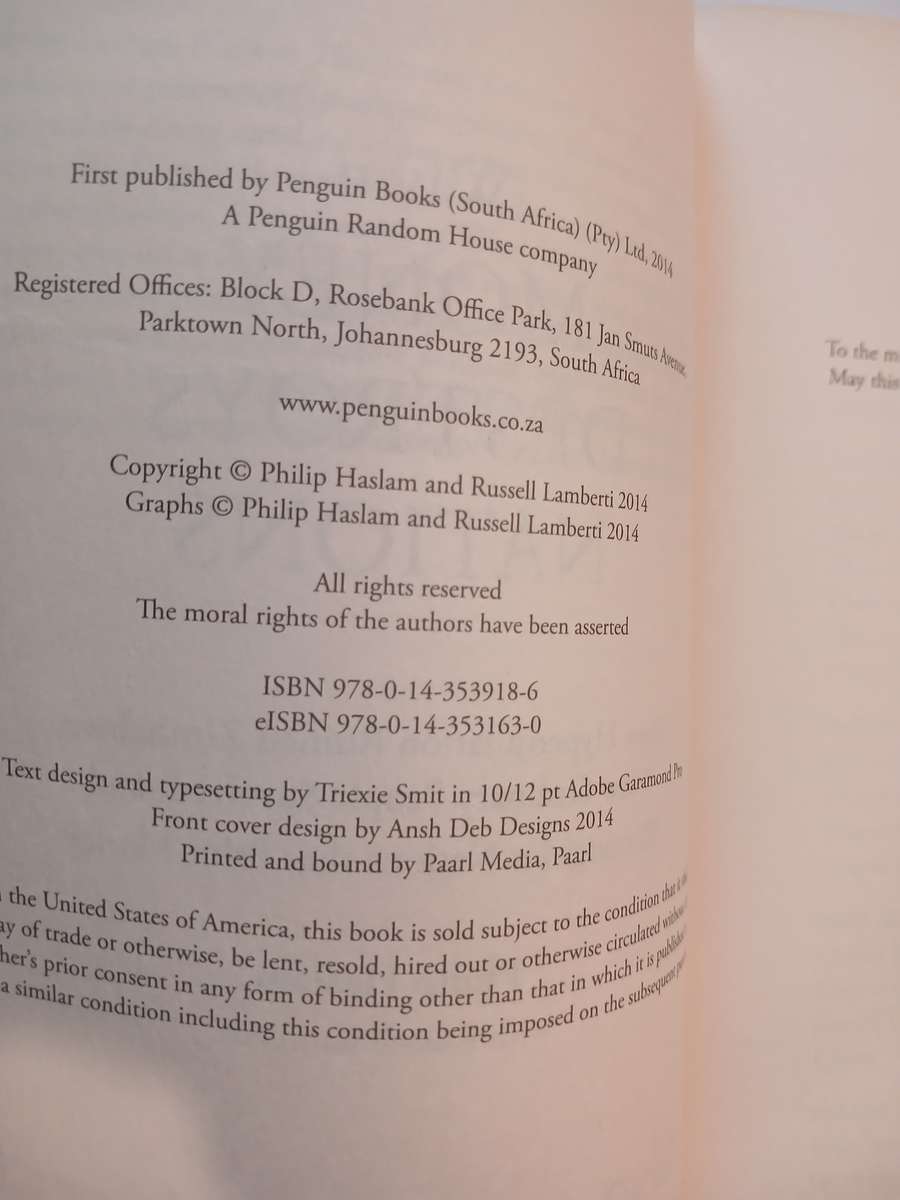 First published by Penguin Books (South Africa) (Pty) Ltd, 2014
A Penguin Random House company
Registered Offices: Block D, Rosebank Office Park, 181 Jan Smuts Avenue,
Parktown North, Johannesburg 2193, South Africa
www.penguinbooks.co.za
Copyright © Philip Haslam and Russell Lamberti 2014
Graphs © Philip Haslam and Russell Lamberti 2014
All rights reserved
The moral rights of the authors have been asserted
ISBN 978-0-14-353918-6
eISBN 978-0-14-353163-0
Text design and typesetting by Triexie Smit in 10/12 pt Adobe Garamond Pro
Front cover design by Ansh Deb Designs 2014
Printed and bound by Paarl Media, Paarl
the United States of America, this book is sold subject to the condition that it
ay of trade or otherwise, be lent, resold, hired out or otherwise circulated
her's prior consent in any form of binding other than that in which it is
a similar condition including this condition being imposed on the subsequent
To the m
May this